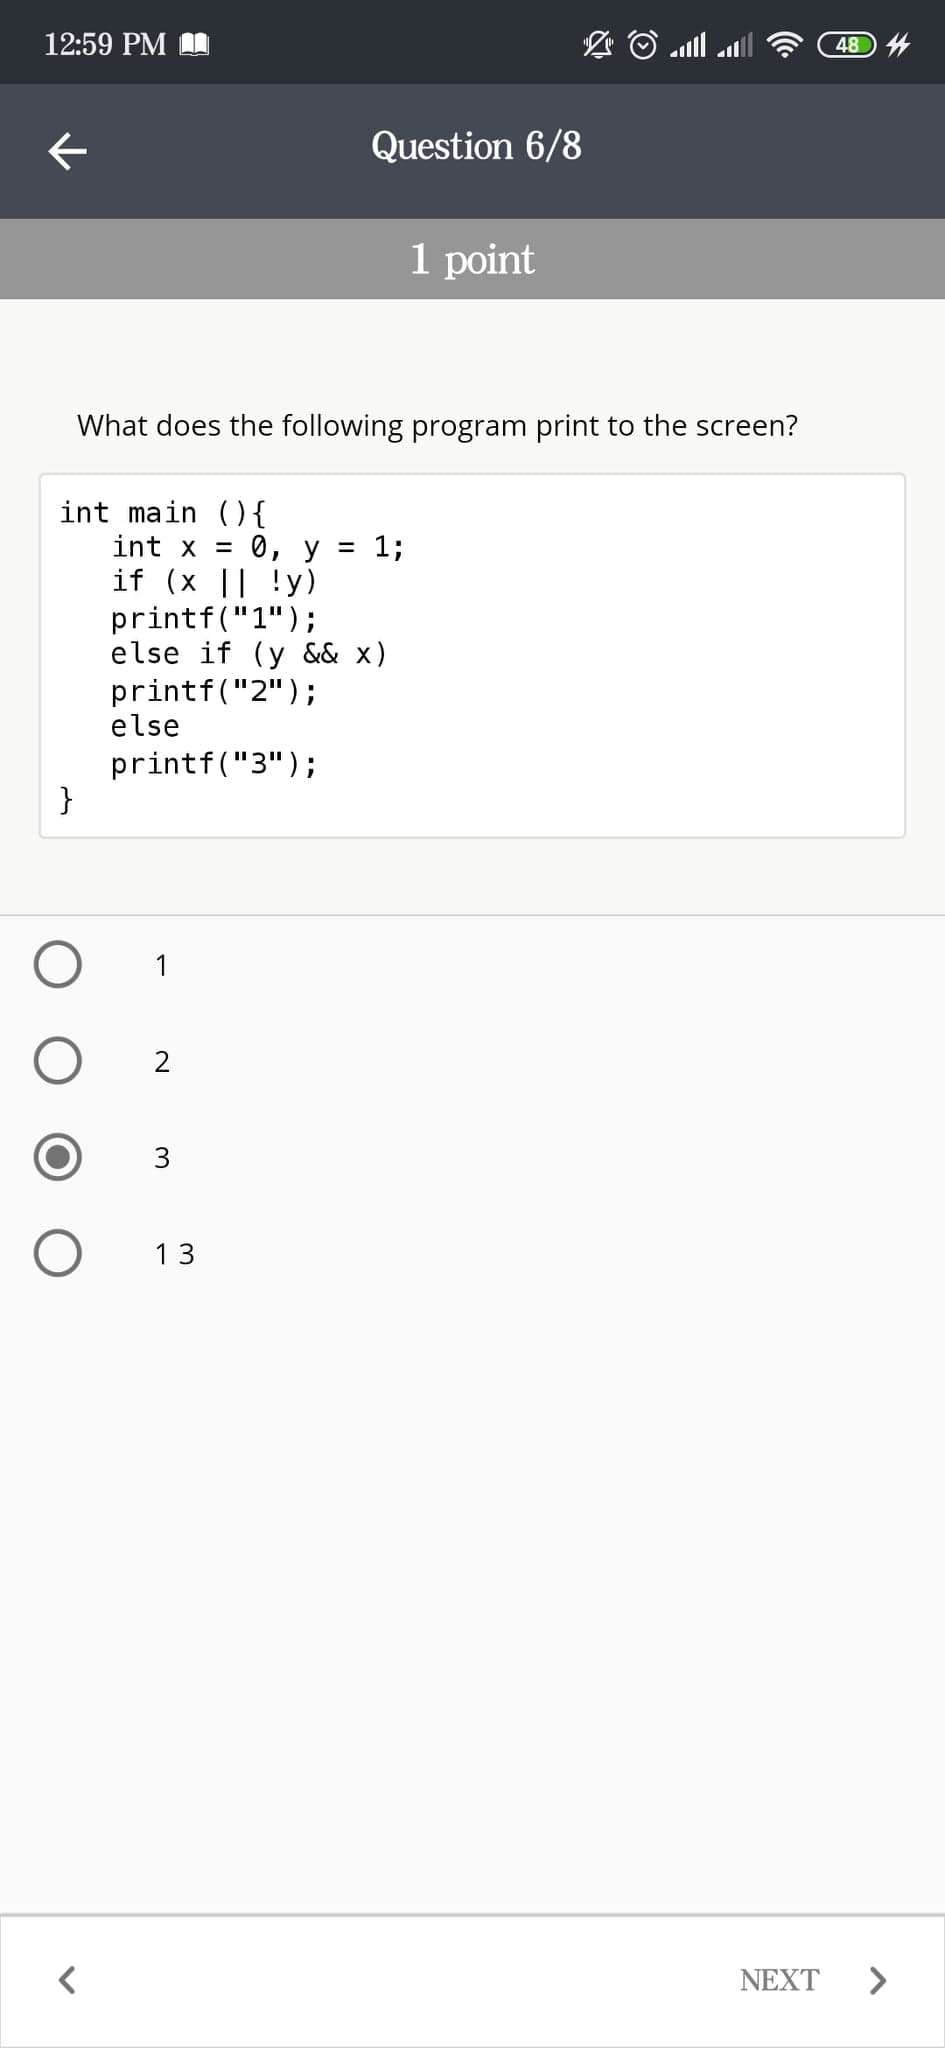 12:59 PM
48
Question 6/8
1 point
What does the following program print to the screen?
int main (){
int x = 0, y = 1;
if (x || !y)
printf("1");
else if (y && x)
printf("2");
else
printf("3");
}
1
2
3
1 3
NEXT